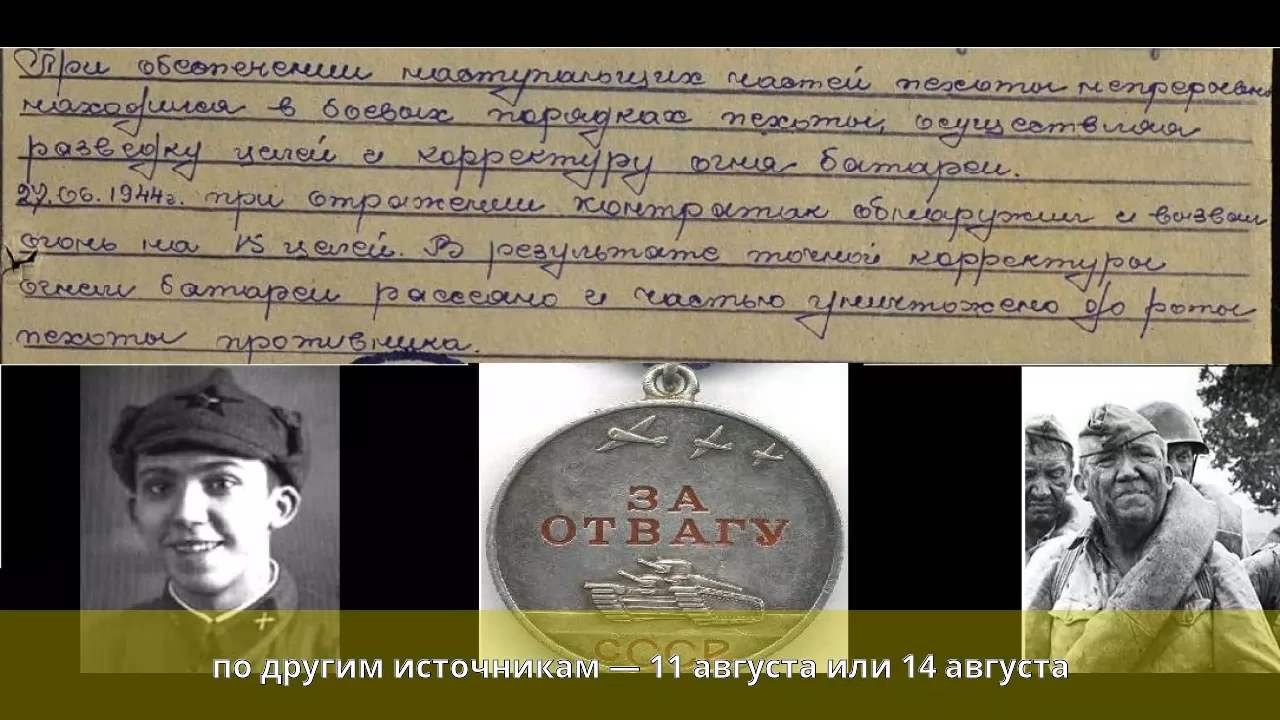 При обеспечении наступающих частей пехоты непрерывно
находился в боевых порядках пехоты, осуществляя
разведку целей и корректуру огня батареи.
27.06.1944г. при отражении контратак обнаружил и вызвал
огонь на 15 целей. В результате точной корректуры
огнем батареи рассеяно и частью уничтожено до роты
пехоты противника.
ЗА
ОТВАГУ
СССР
по другим источникам — 11 августа или 14 августа